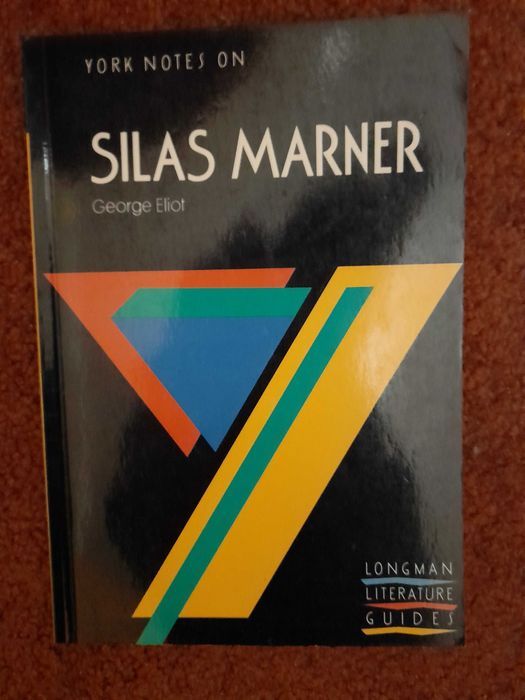 YORK NOTES ON
SILAS MARNER
George Eliot
LONGMAN
LITERATURE
GUIDES